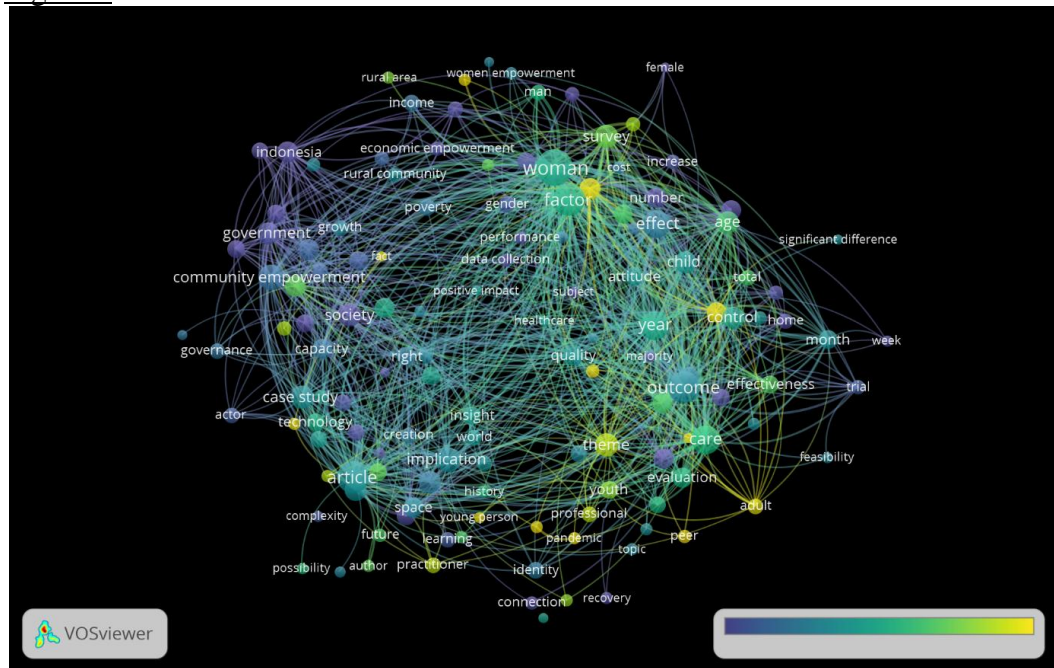 female
women empowerment
rural area
man
income
survey
economic empowerment
indonesia
cost
increase
woman
rural community
number
factor
gender
poverty
age
effect
growth
government
performance
significant difference
fact
data collection
child
community empowerment
attitude
total
positive impact
subject
society
healthcare
control
home
year
month
week
governance
capacity
right
quality
majority
outcome
effectiveness
trial
case study
actor
technology
insight
creation
world
theme
care
implication
feasibility
article
evaluation
history
youth
space
adult
complexity
young person
professional
future
learning
pandemic
peer
topic
possibility
author
practitioner
identity
connection
recovery
VOSviewer